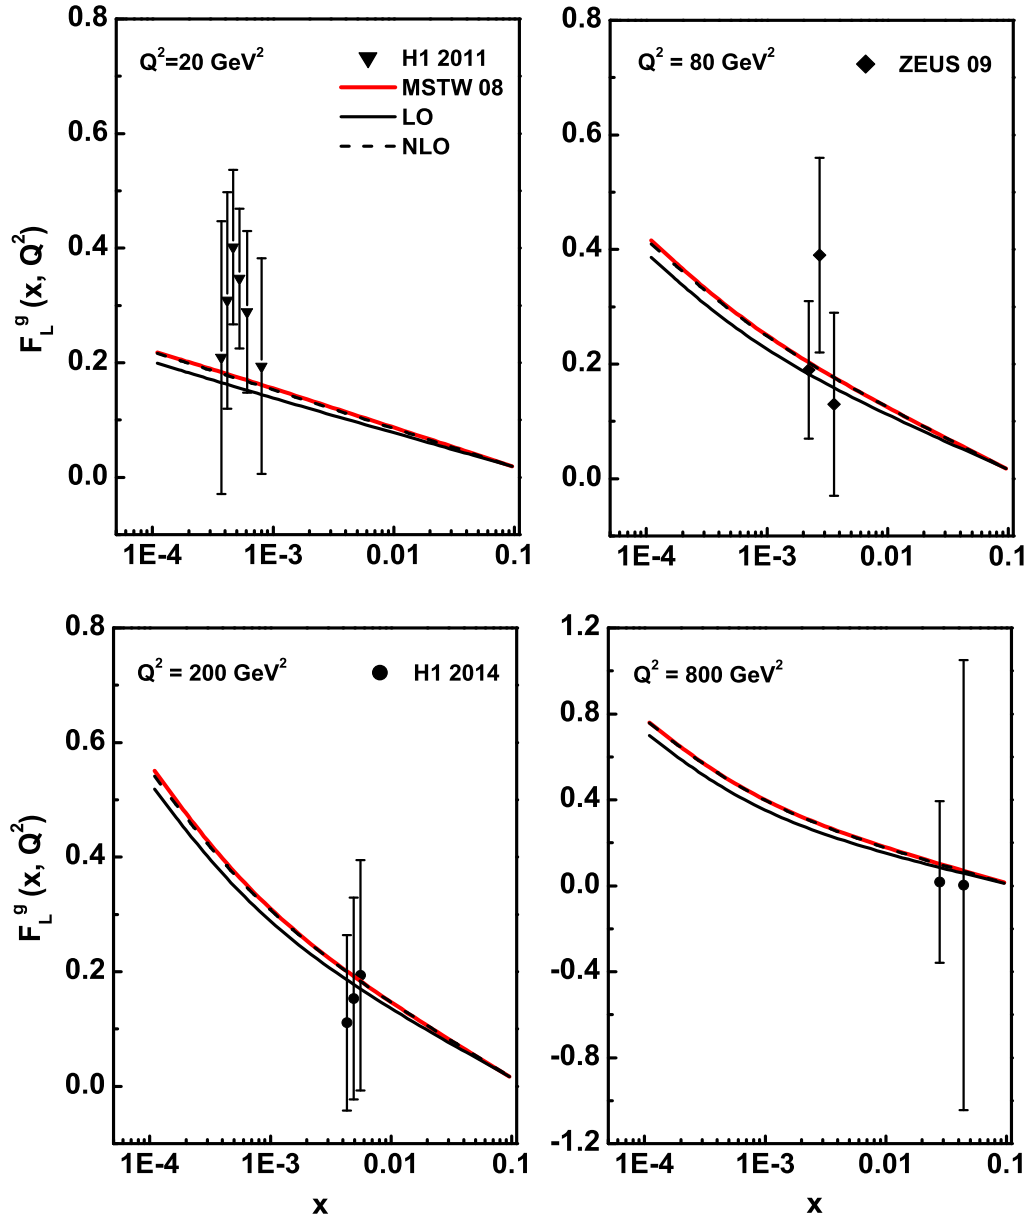 0.8
0.6
0.4
0.2
0.0
F_L^g (x, Q²)
Q²=20 GeV²
H1 2011
MSTW 08
LO
NLO
1E-4 1E-3 0.01 0.1
0.8
0.6
0.4
0.2
0.0
Q² = 80 GeV²
ZEUS 09
1E-4 1E-3 0.01 0.1
0.8
0.6
0.4
0.2
0.0
F_L^g (x, Q²)
Q² = 200 GeV²
H1 2014
1E-4 1E-3 0.01 0.1
x
1.2
0.8
0.4
0.0
-0.4
-0.8
-1.2
Q² = 800 GeV²
1E-4 1E-3 0.01 0.1
x